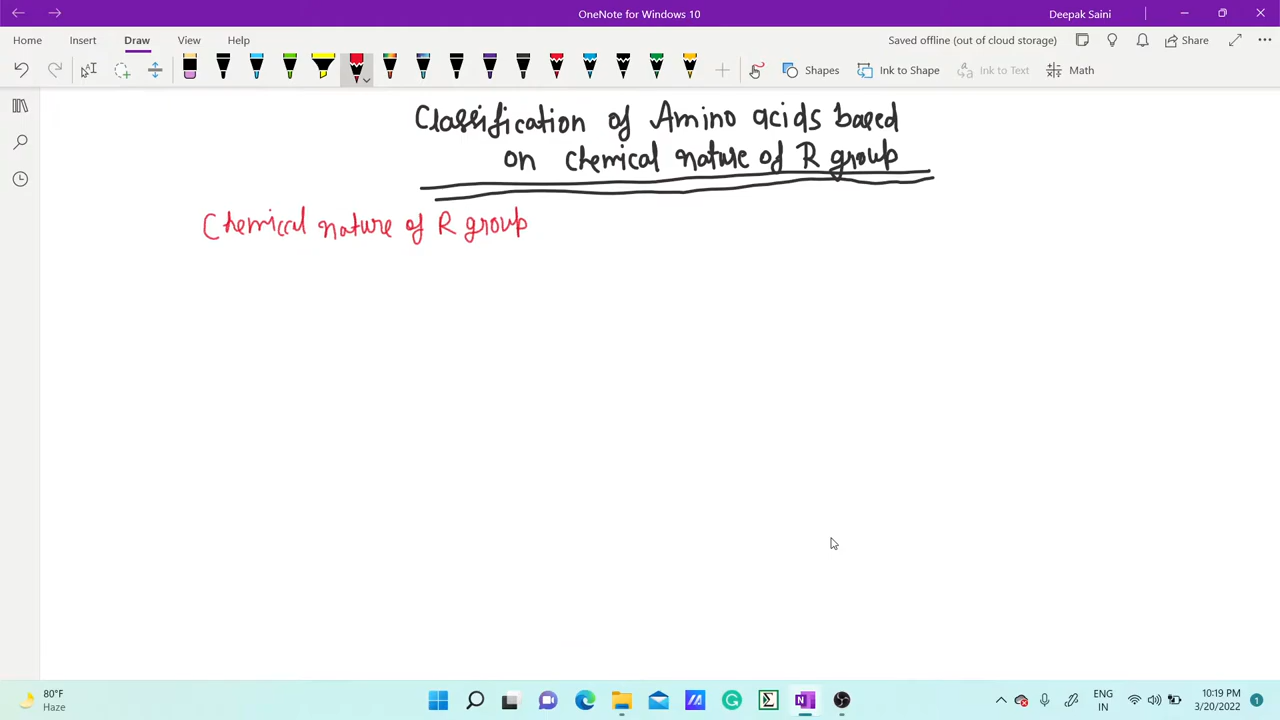 OneNote for Windows 10
Deepak Saini
Home Insert Draw View Help
Saved offline (out of cloud storage)
Share
Shapes
Ink to Shape
Ink to Text
Math
Classification of Amino acids based
on chemical nature of R group
Chemical nature of R group
80°F
Haze
ENG
IN
10:19 PM
3/20/2022
1